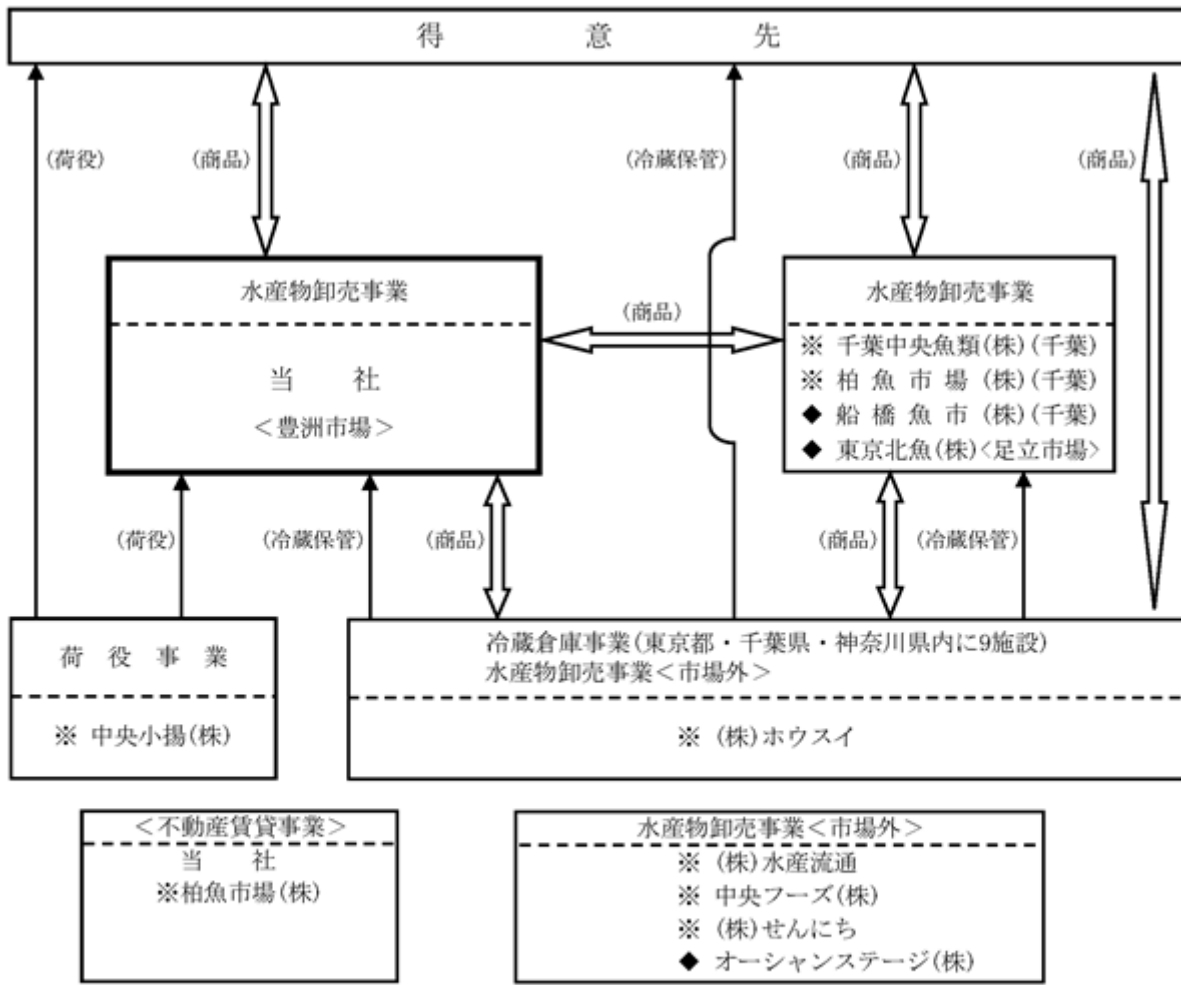 得意先
(荷役)
(商品)
(冷蔵保管)
(商品)
(商品)
水産物卸売事業
当社
＜豊洲市場＞
(商品)
水産物卸売事業
※ 千葉中央魚類(株)(千葉)
※ 柏魚市場(株)(千葉)
◆ 船橋魚市(株)(千葉)
◆ 東京北魚(株)<足立市場>
(荷役)
(冷蔵保管)
(商品)
(商品)
(冷蔵保管)
荷役事業
※ 中央小揚(株)
冷蔵倉庫事業(東京都・千葉県・神奈川県内に9施設)
水産物卸売事業＜市場外＞
※ (株)ホウスイ
＜不動産賃貸事業＞
当社
※柏魚市場(株)
水産物卸売事業＜市場外＞
※ (株)水産流通
※ 中央フーズ(株)
※ (株)せんにち
◆ オーシャンステージ(株)